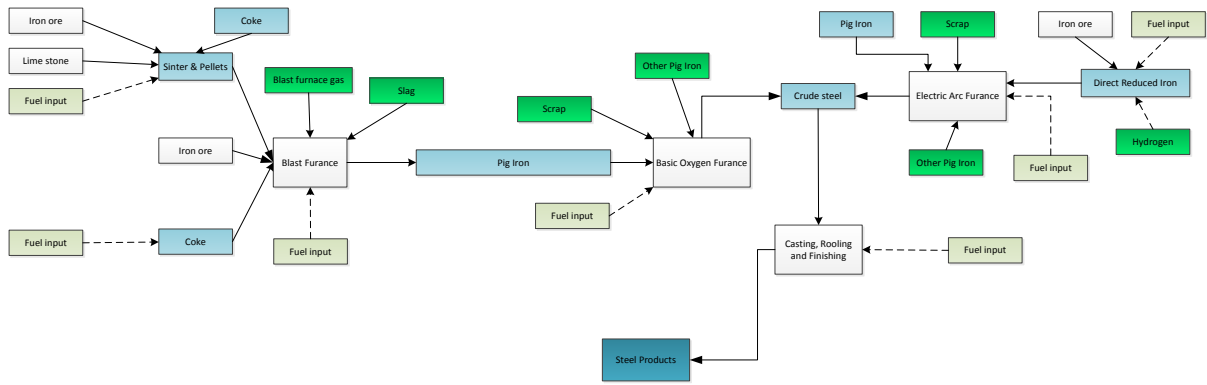 Iron ore
Coke
Pig Iron
Scrap
Iron ore
Fuel input
Lime stone
Sinter & Pellets
Blast furnace gas
Slag
Other Pig Iron
Crude steel
Electric Arc Furance
Direct Reduced Iron
Fuel input
Scrap
Iron ore
Blast Furance
Pig Iron
Basic Oxygen Furance
Other Pig Iron
Fuel input
Hydrogen
Fuel input
Fuel input
Coke
Fuel input
Casting, Rooling
and Finishing
Fuel input
Steel Products